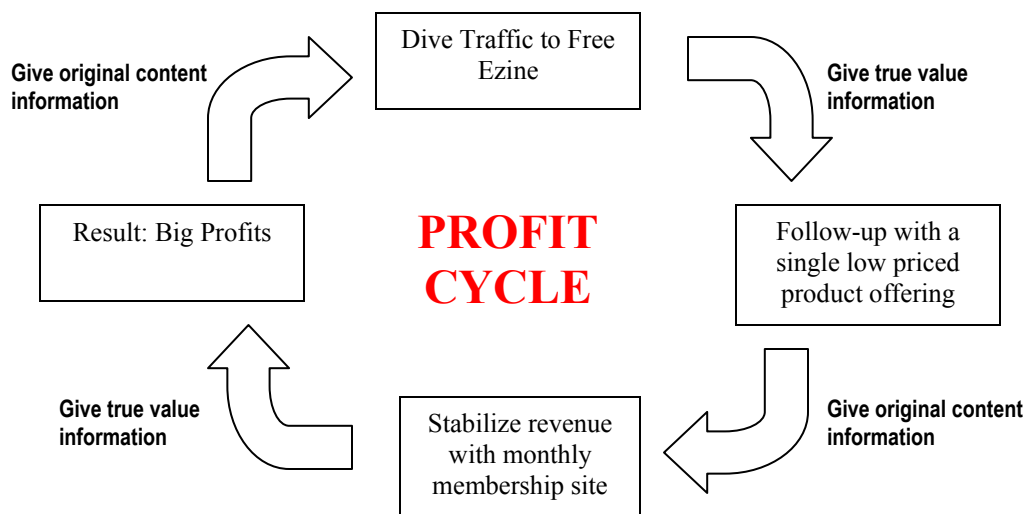 Dive Traffic to Free
Ezine
Give true value
information
Follow-up with a
single low priced
product offering
Give original content
information
Stabilize revenue
with monthly
membership site
Give true value
information
Result: Big Profits
Give original content
information
PROFIT
CYCLE